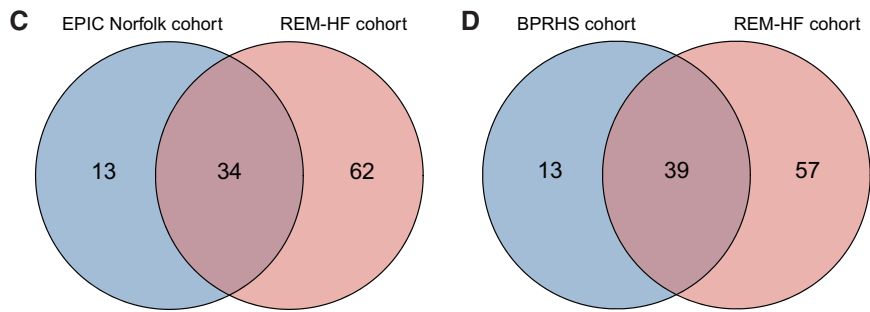 C
EPIC Norfolk cohort
REM-HF cohort
13
34
62
D
BPRHS cohort
REM-HF cohort
13
39
57